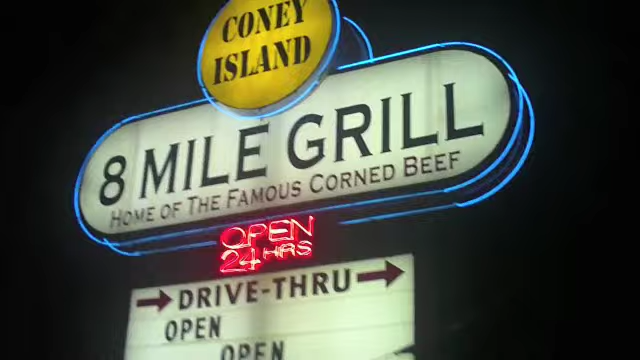 CONEY
ISLAND
8 MILE GRILL
HOME OF THE FAMOUS CORNED BEEF
OPEN
24 HRS
DRIVE-THRU
OPEN
OPEN